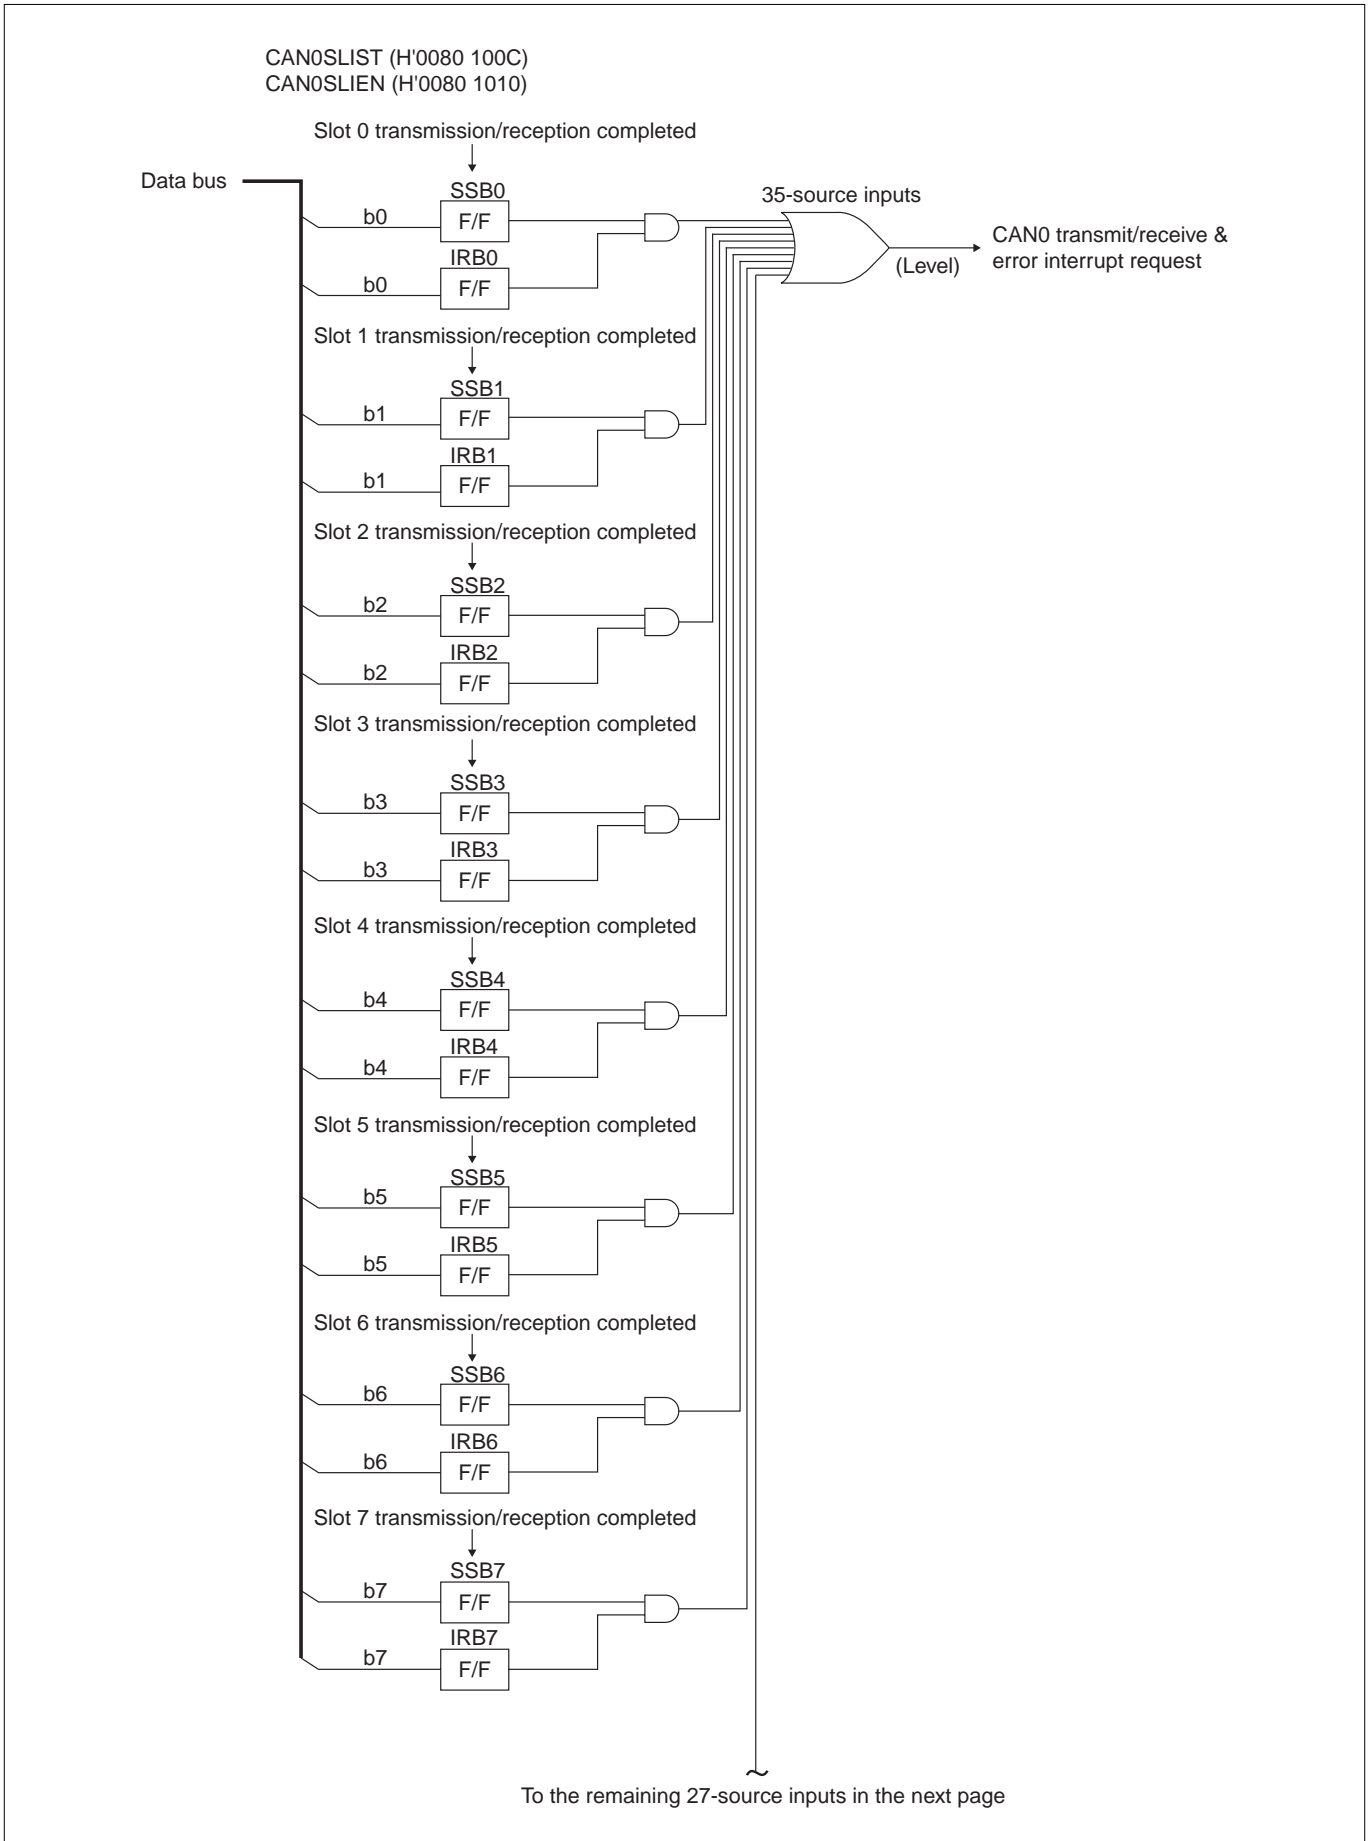 CAN0SLIST (H'0080 100C)
CAN0SLIEN (H'0080 1010)
Slot 0 transmission/reception completed
Data bus
SSB0
35-source inputs
b0
F/F
CAN0 transmit/receive &
error interrupt request
(Level)
IRB0
b0
F/F
Slot 1 transmission/reception completed
SSB1
b1
F/F
IRB1
b1
F/F
Slot 2 transmission/reception completed
SSB2
b2
F/F
IRB2
b2
F/F
Slot 3 transmission/reception completed
SSB3
b3
F/F
IRB3
b3
F/F
Slot 4 transmission/reception completed
SSB4
b4
F/F
IRB4
b4
F/F
Slot 5 transmission/reception completed
SSB5
b5
F/F
IRB5
b5
F/F
Slot 6 transmission/reception completed
SSB6
b6
F/F
IRB6
b6
F/F
Slot 7 transmission/reception completed
SSB7
b7
F/F
IRB7
b7
F/F
To the remaining 27-source inputs in the next page